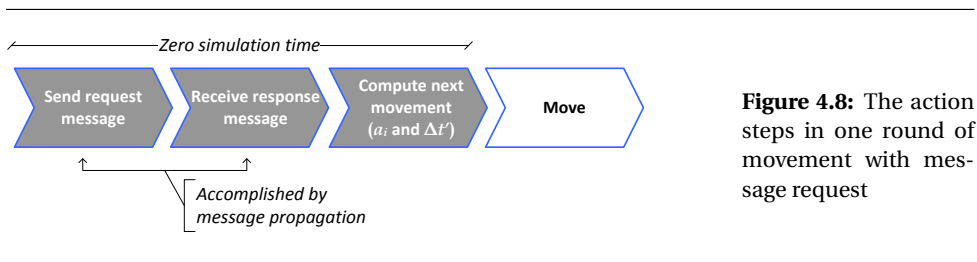 Zero simulation time
Send request
message
Receive response
message
Compute next
movement
(aᵢ and Δt′)
Move
Accomplished by
message propagation
Figure 4.8: The action
steps in one round of
movement with mes-
sage request